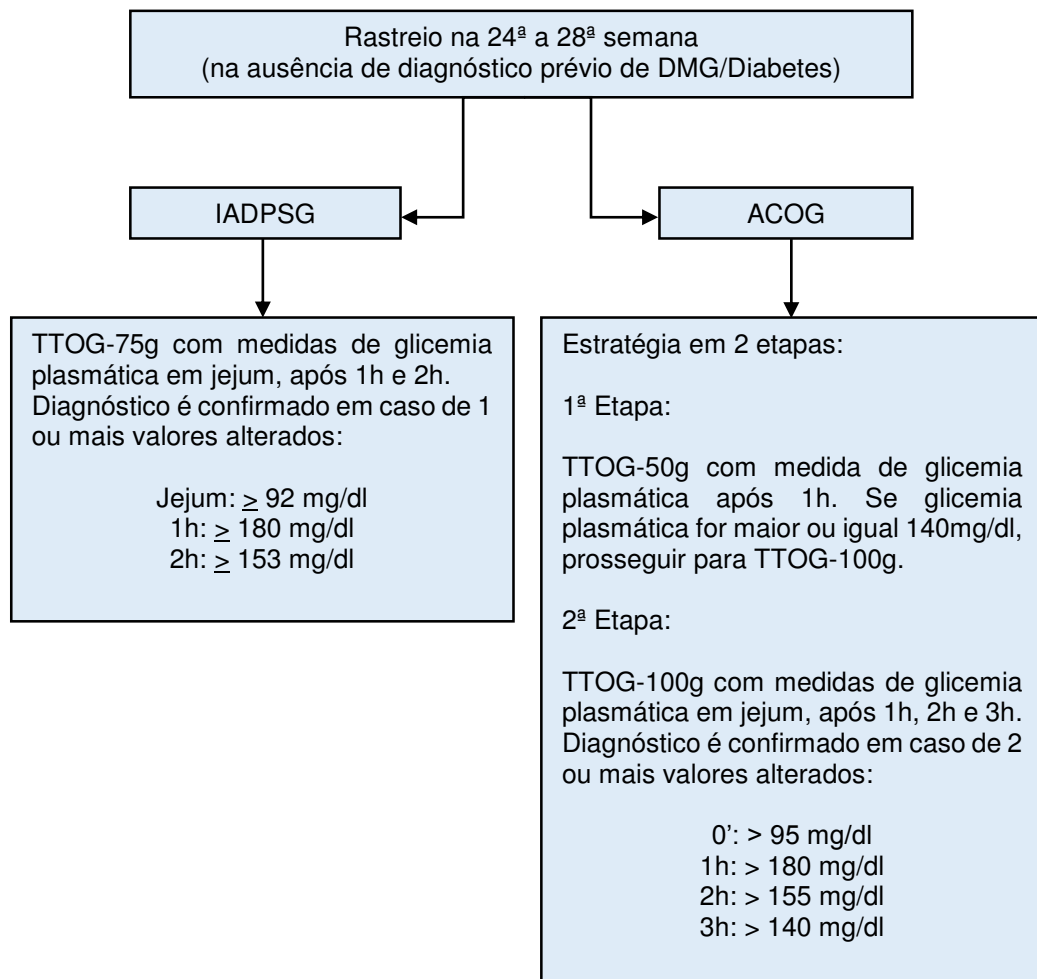 Rastreio na 24ª a 28ª semana
(na ausência de diagnóstico prévio de DMG/Diabetes)
IADPSG
ACOG
TTOG-75g com medidas de glicemia
plasmática em jejum, após 1h e 2h.
Diagnóstico é confirmado em caso de 1
ou mais valores alterados:
Jejum: ≥ 92 mg/dl
1h: ≥ 180 mg/dl
2h: ≥ 153 mg/dl
Estratégia em 2 etapas:
1ª Etapa:
TTOG-50g com medida de glicemia
plasmática após 1h. Se glicemia
plasmática for maior ou igual 140mg/dl,
prosseguir para TTOG-100g.
2ª Etapa:
TTOG-100g com medidas de glicemia
plasmática em jejum, após 1h, 2h e 3h.
Diagnóstico é confirmado em caso de 2
ou mais valores alterados:
0’: > 95 mg/dl
1h: > 180 mg/dl
2h: > 155 mg/dl
3h: > 140 mg/dl